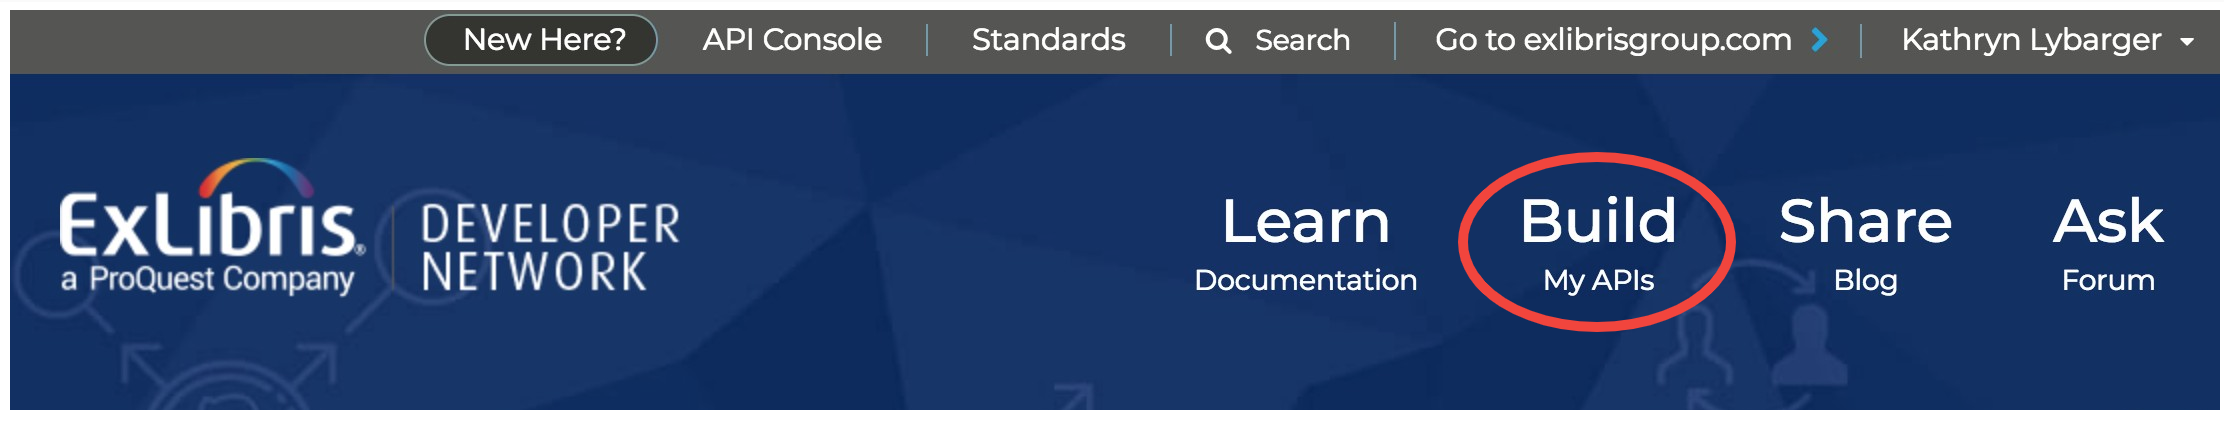 New Here? API Console Standards Search Go to exlibrisgroup.com Kathryn Lybarger
ExLibris®
a ProQuest Company
DEVELOPER
NETWORK
Learn
Documentation
Build
My APIs
Share
Blog
Ask
Forum